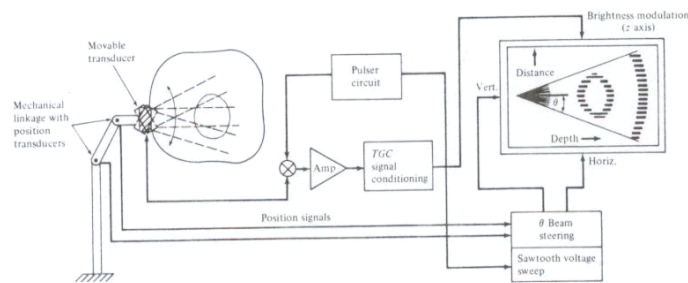 Brightness modulation
(z axis)
Movable
transducer
Mechanical
linkage with
position
transducers
Pulser
circuit
Vert.
Distance
θ
Depth
Horiz.
Amp
TGC
signal
conditioning
Position signals
θ Beam
steering
Sawtooth voltage
sweep